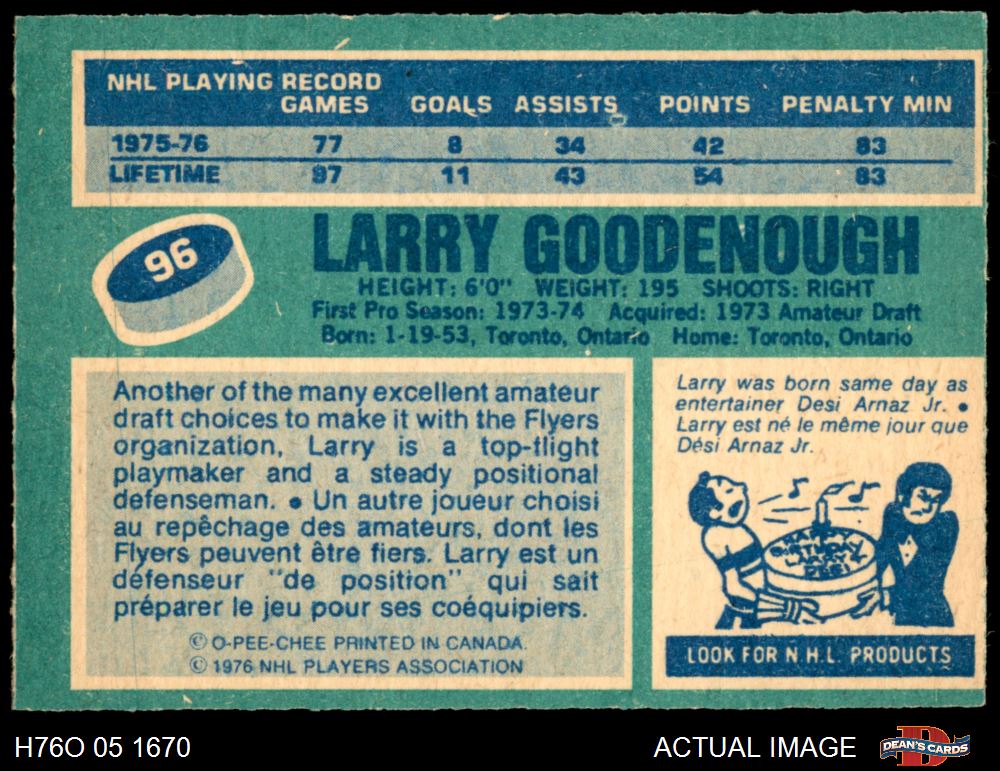 NHL PLAYING RECORD
GAMES GOALS ASSISTS POINTS PENALTY MIN
1975-76 77 8 34 42 83
LIFETIME 97 11 43 54 83
96
LARRY GOODENOUGH
HEIGHT: 6'0" WEIGHT: 195 SHOOTS: RIGHT
First Pro Season: 1973-74 Acquired: 1973 Amateur Draft
Born: 1-19-53, Toronto, Ontario Home: Toronto, Ontario
Another of the many excellent amateur
draft choices to make it with the Flyers
organization, Larry is a top-flight
playmaker and a steady positional
defenseman. ● Un autre joueur choisi
au repêchage des amateurs, dont les
Flyers peuvent être fiers. Larry est un
défenseur "de position" qui sait
préparer le jeu pour ses coéquipiers.
© O-PEE-CHEE PRINTED IN CANADA.
© 1976 NHL PLAYERS ASSOCIATION
Larry was born same day as
entertainer Desi Arnaz Jr. ●
Larry est né le même jour que
Dési Arnaz Jr.
HAPPY
BIRTHDAY
LOOK FOR N.H.L. PRODUCTS
H76O 05 1670
ACTUAL IMAGE
DEAN'S CARDS